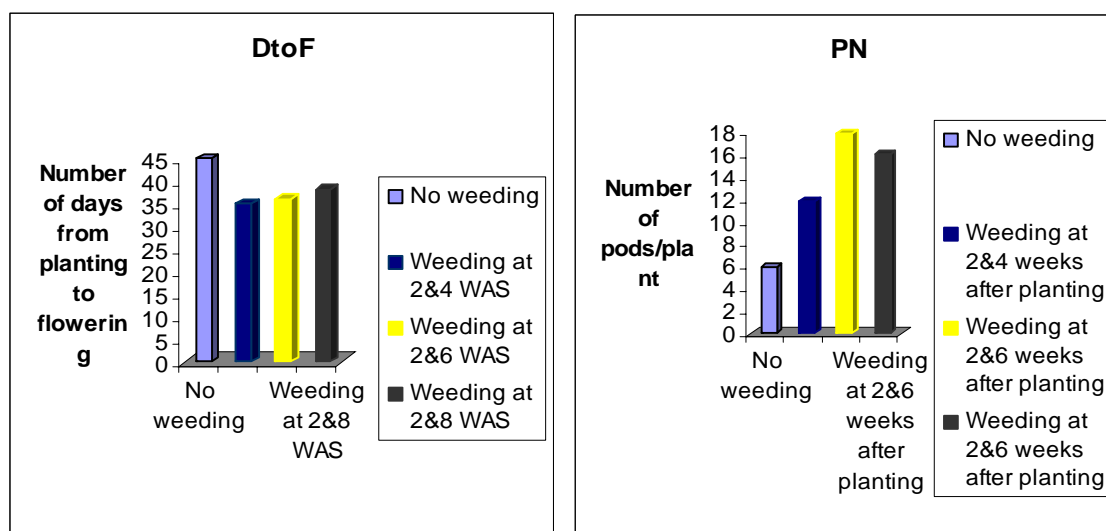 DtoF
Number
of days
from
planting
to
flowerin
g
45
40
35
30
25
20
15
10
5
0
No
weeding
Weeding
at 2&8
WAS
No weeding
Weeding at
2&4 WAS
Weeding at
2&6 WAS
Weeding at
2&8 WAS
PN
Number
of
pods/pla
nt
18
16
14
12
10
8
6
4
2
0
No
weeding
Weeding
at 2&6
weeks
after
planting
No weeding
Weeding at
2&4 weeks
after planting
Weeding at
2&6 weeks
after planting
Weeding at
2&6 weeks
after planting